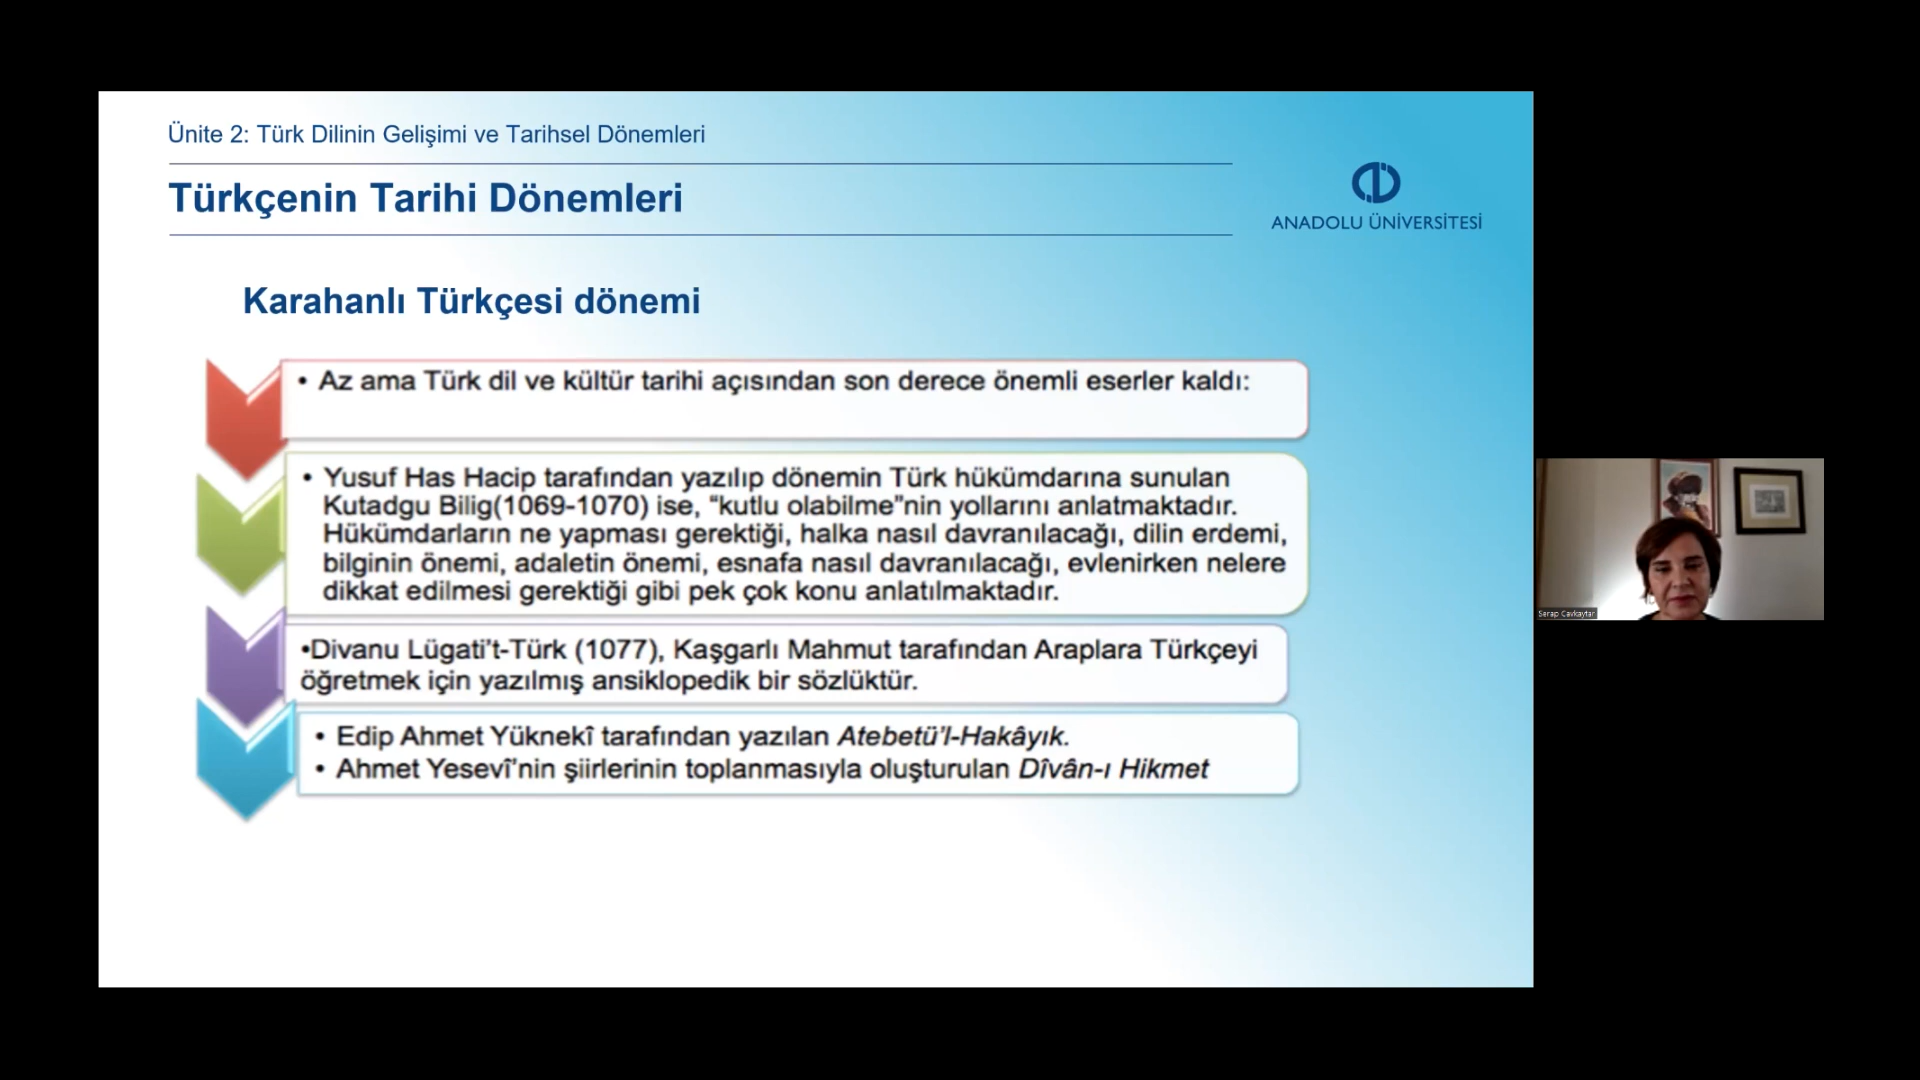 Ünite 2: Türk Dilinin Gelişimi ve Tarihsel Dönemleri
Türkçenin Tarihi Dönemleri
ANADOLU ÜNİVERSİTESİ
Karahanlı Türkçesi dönemi
• Az ama Türk dil ve kültür tarihi açısından son derece önemli eserler kaldı:
• Yusuf Has Hacip tarafından yazılıp dönemin Türk hükümdarına sunulan
Kutadgu Bilig(1069-1070) ise, “kutlu olabilme”nin yollarını anlatmaktadır.
Hükümdarların ne yapması gerektiği, halka nasıl davranılacağı, dilin erdemi,
bilginin önemi, adaletin önemi, esnafa nasıl davranılacağı, evlenirken nelere
dikkat edilmesi gerektiği gibi pek çok konu anlatılmaktadır.
•Divanu Lügati’t-Türk (1077), Kaşgarlı Mahmut tarafından Araplara Türkçeyi
öğretmek için yazılmış ansiklopedik bir sözlüktür.
• Edip Ahmet Yüknekî tarafından yazılan Atebetü’l-Hakâyık.
• Ahmet Yesevî’nin şiirlerinin toplanmasıyla oluşturulan Dîvân-ı Hikmet
Serap Cavkaytar